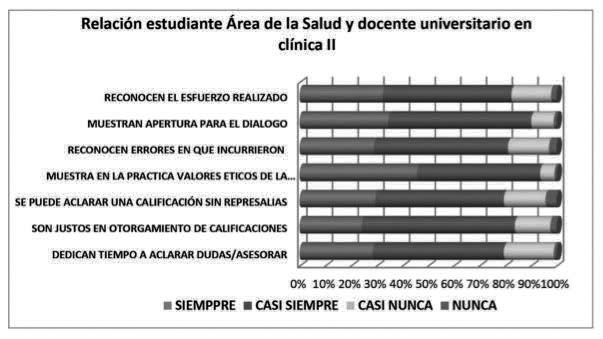 Relación estudiante Área de la Salud y docente universitario en
clínica II
RECONOCEN EL ESFUERZO REALIZADO
MUESTRAN APERTURA PARA EL DIALOGO
RECONOCEN ERRORES EN QUE INCURRIERON
MUESTRA EN LA PRACTICA VALORES ETICOS DE LA...
SE PUEDE ACLARAR UNA CALIFICACIÓN SIN REPRESALIAS
SON JUSTOS EN OTORGAMIENTO DE CALIFICACIONES
DEDICAN TIEMPO A ACLARAR DUDAS/ASESORAR
0% 10% 20% 30% 40% 50% 60% 70% 80% 90% 100%
SIEMPPRE CASI SIEMPRE CASI NUNCA NUNCA